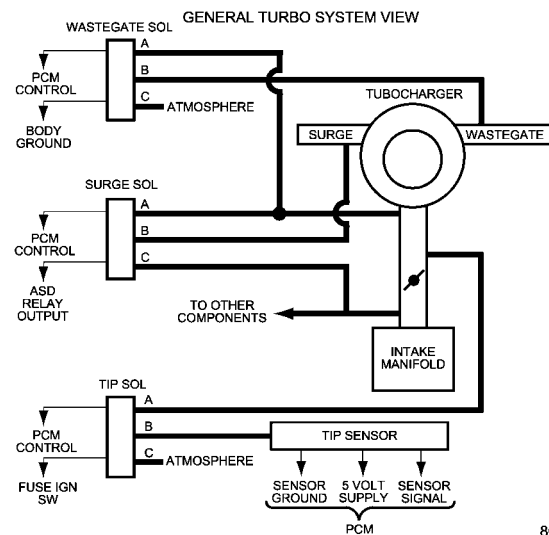 GENERAL TURBO SYSTEM VIEW
WASTEGATE SOL
A
B
C
PCM
CONTROL
ATMOSPHERE
BODY
GROUND
TUBOCHARGER
SURGE
WASTEGATE
SURGE SOL
A
B
C
PCM
CONTROL
ASD
RELAY
OUTPUT
TO OTHER
COMPONENTS
INTAKE
MANIFOLD
TIP SOL
A
B
C
PCM
CONTROL
ATMOSPHERE
FUSE IGN
SW
TIP SENSOR
SENSOR
GROUND
5 VOLT
SUPPLY
SENSOR
SIGNAL
PCM